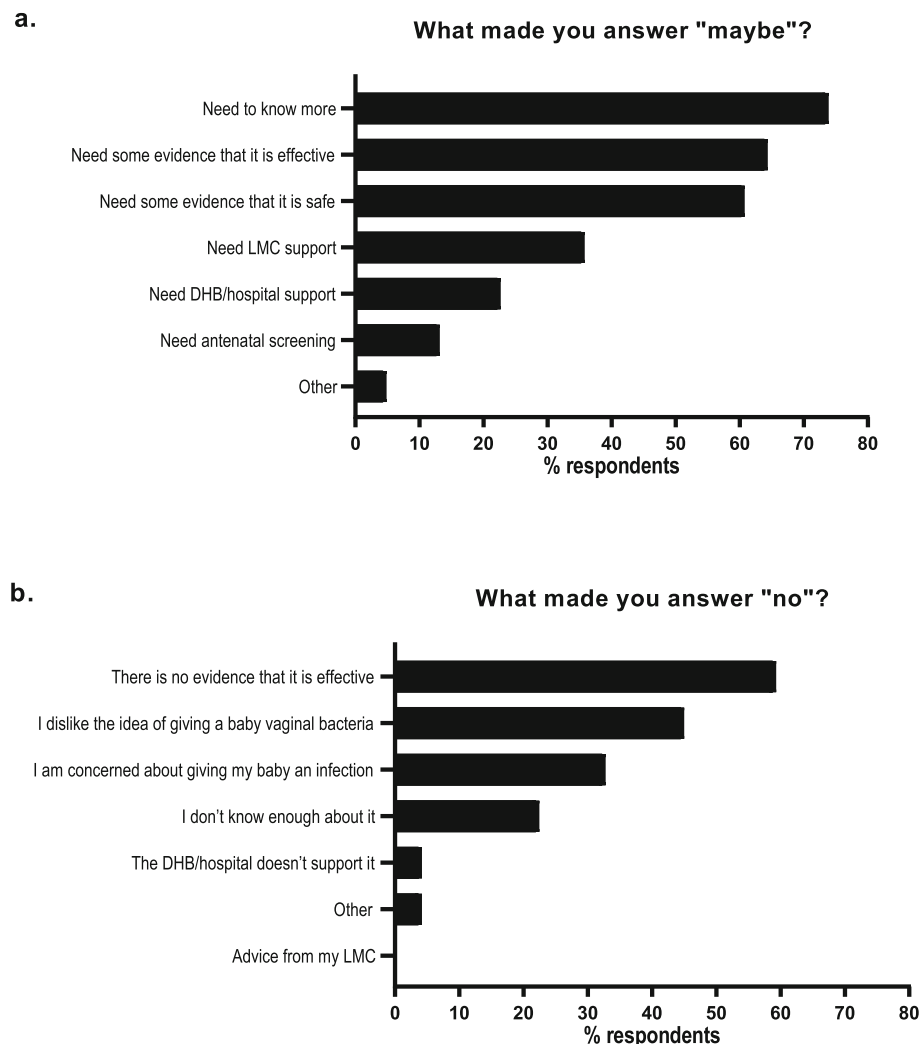 a.
What made you answer "maybe"?
Need to know more
Need some evidence that it is effective
Need some evidence that it is safe
Need LMC support
Need DHB/hospital support
Need antenatal screening
Other
0 10 20 30 40 50 60 70 80
% respondents
b.
What made you answer "no"?
There is no evidence that it is effective
I dislike the idea of giving a baby vaginal bacteria
I am concerned about giving my baby an infection
I don’t know enough about it
The DHB/hospital doesn’t support it
Other
Advice from my LMC
0 10 20 30 40 50 60 70 80
% respondents